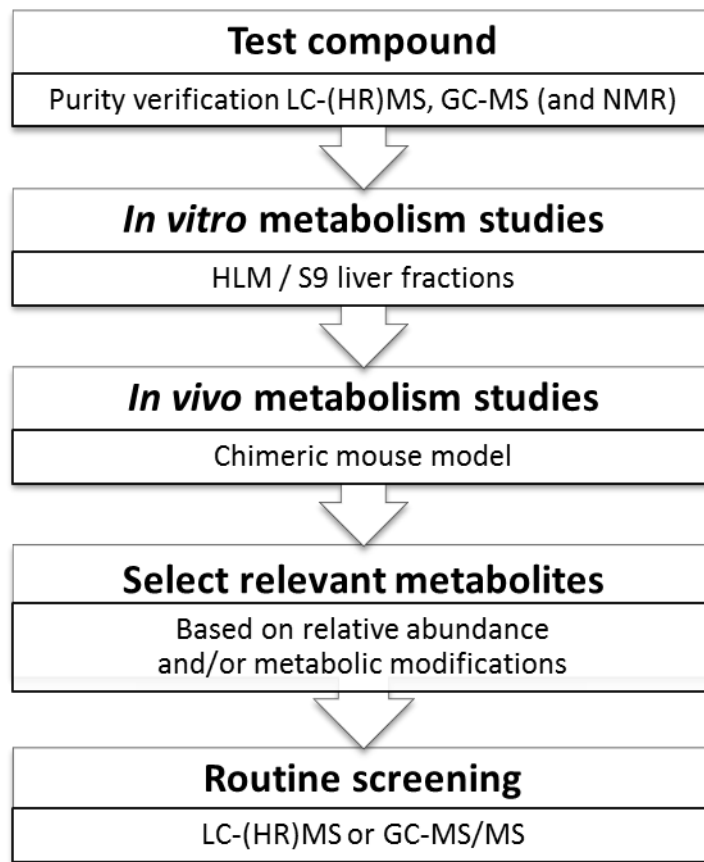 Test compound
Purity verification LC-(HR)MS, GC-MS (and NMR)
In vitro metabolism studies
HLM / S9 liver fractions
In vivo metabolism studies
Chimeric mouse model
Select relevant metabolites
Based on relative abundance
and/or metabolic modifications
Routine screening
LC-(HR)MS or GC-MS/MS